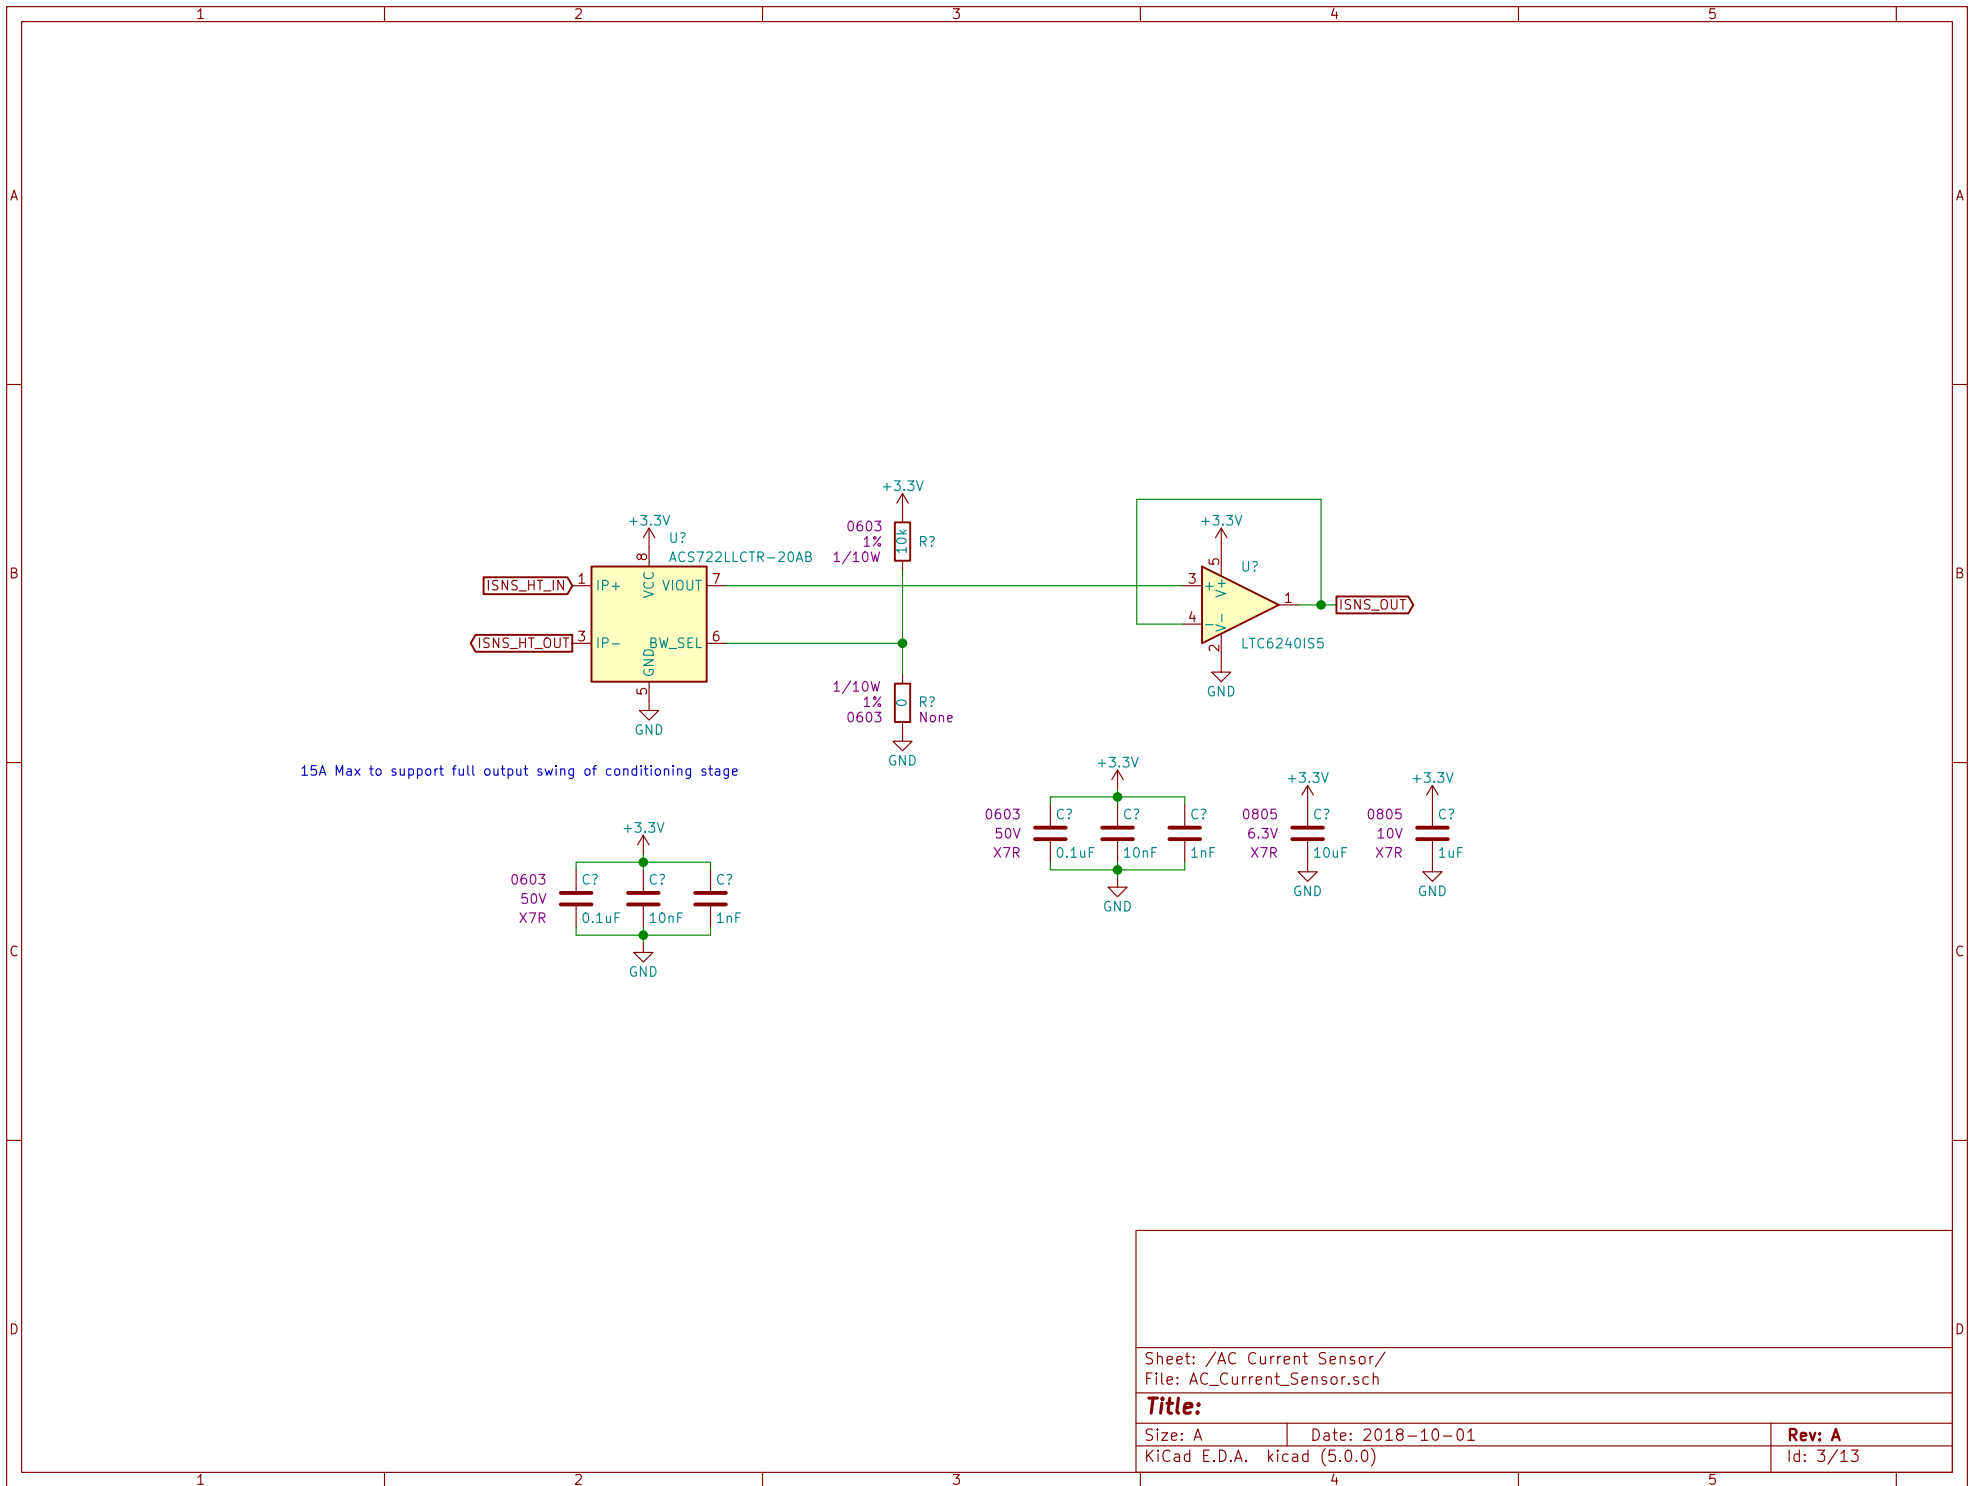 1 2 3 4 5
A A
B B
C C
D D
+3.3V
U?
ACS722LLCTR-20AB
8
VCC
ISNS_HT_IN 1 IP+ VIOUT 7
ISNS_HT_OUT 3 IP- BW_SEL 6
GND
5
GND
+3.3V
0603
1%
1/10W
10k R?
1/10W
1%
0603
0 R?
None
GND
+3.3V
5
U?
3 + V+
1 ISNS_OUT
4 - V-
LTC6240IS5
2
GND
15A Max to support full output swing of conditioning stage
+3.3V
0603 C? C? C?
50V
X7R 0.1uF 10nF 1nF
GND
+3.3V
0603 C? C? C?
50V
X7R 0.1uF 10nF 1nF
GND
+3.3V
0805 C?
6.3V
X7R 10uF
GND
+3.3V
0805 C?
10V
X7R 1uF
GND
Sheet: /AC Current Sensor/
File: AC_Current_Sensor.sch
Title:
Size: A Date: 2018-10-01 Rev: A
KiCad E.D.A. kicad (5.0.0) Id: 3/13
1 2 3 4 5